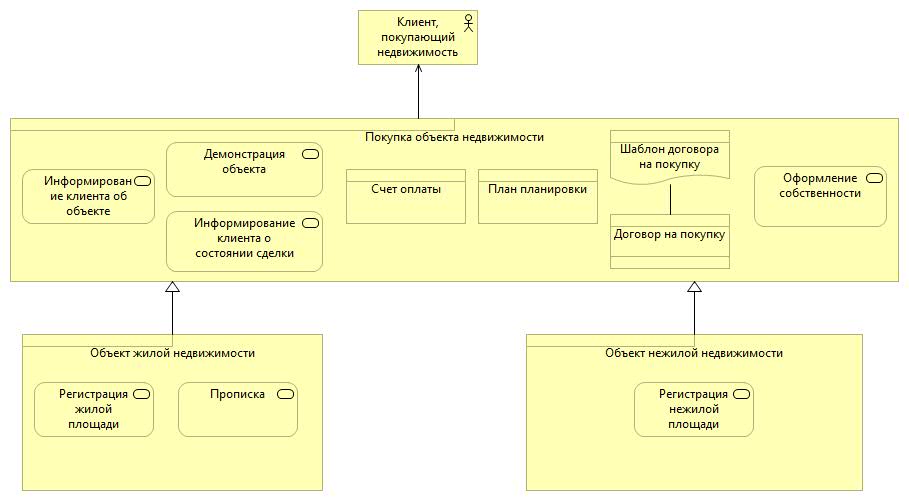 Клиент,
покупающий
недвижимость
Покупка объекта недвижимости
Информирован
ие клиента об
объекте
Демонстрация
объекта
Информирование
клиента о
состоянии сделки
Счет оплаты
План планировки
Шаблон договора
на покупку
Договор на покупку
Оформление
собственности
Объект жилой недвижимости
Регистрация
жилой
площади
Прописка
Объект нежилой недвижимости
Регистрация
нежилой
площади